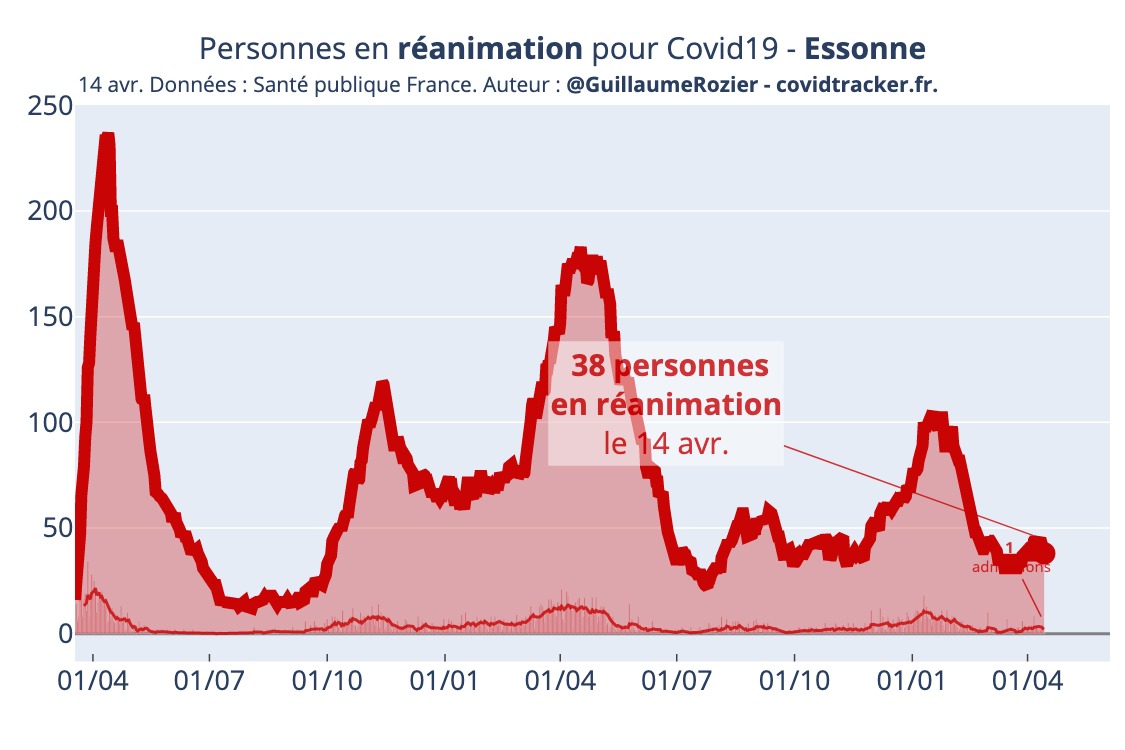 Personnes en réanimation pour Covid19 - Essonne
14 avr. Données : Santé publique France. Auteur : @GuillaumeRozier - covidtracker.fr.
250
200
150
100
50
0
38 personnes
en réanimation
le 14 avr.
1
admissions
01/04 01/07 01/10 01/01 01/04 01/07 01/10 01/01 01/04